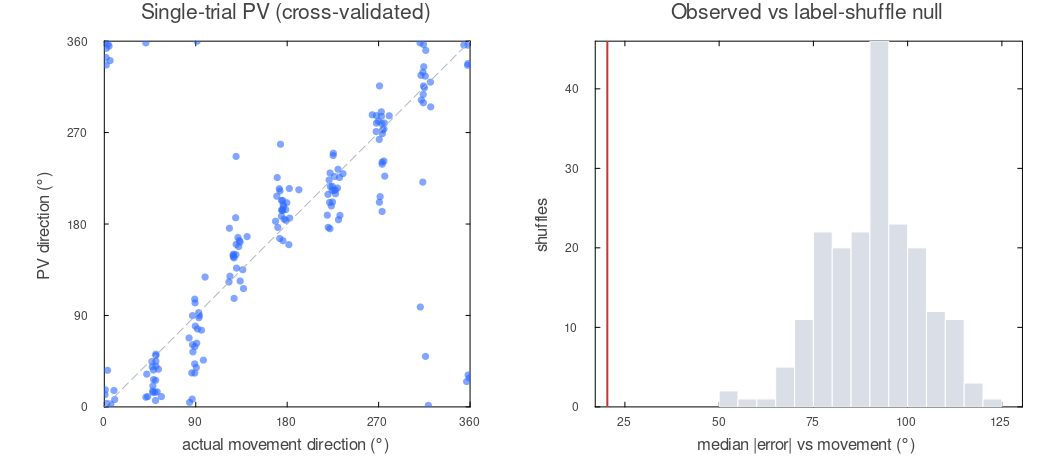 Single-trial PV (cross-validated)
360
270
180
90
0
PV direction (°)
0 90 180 270 360
actual movement direction (°)
Observed vs label-shuffle null
40
30
20
10
0
shuffles
25 50 75 100 125
median |error| vs movement (°)